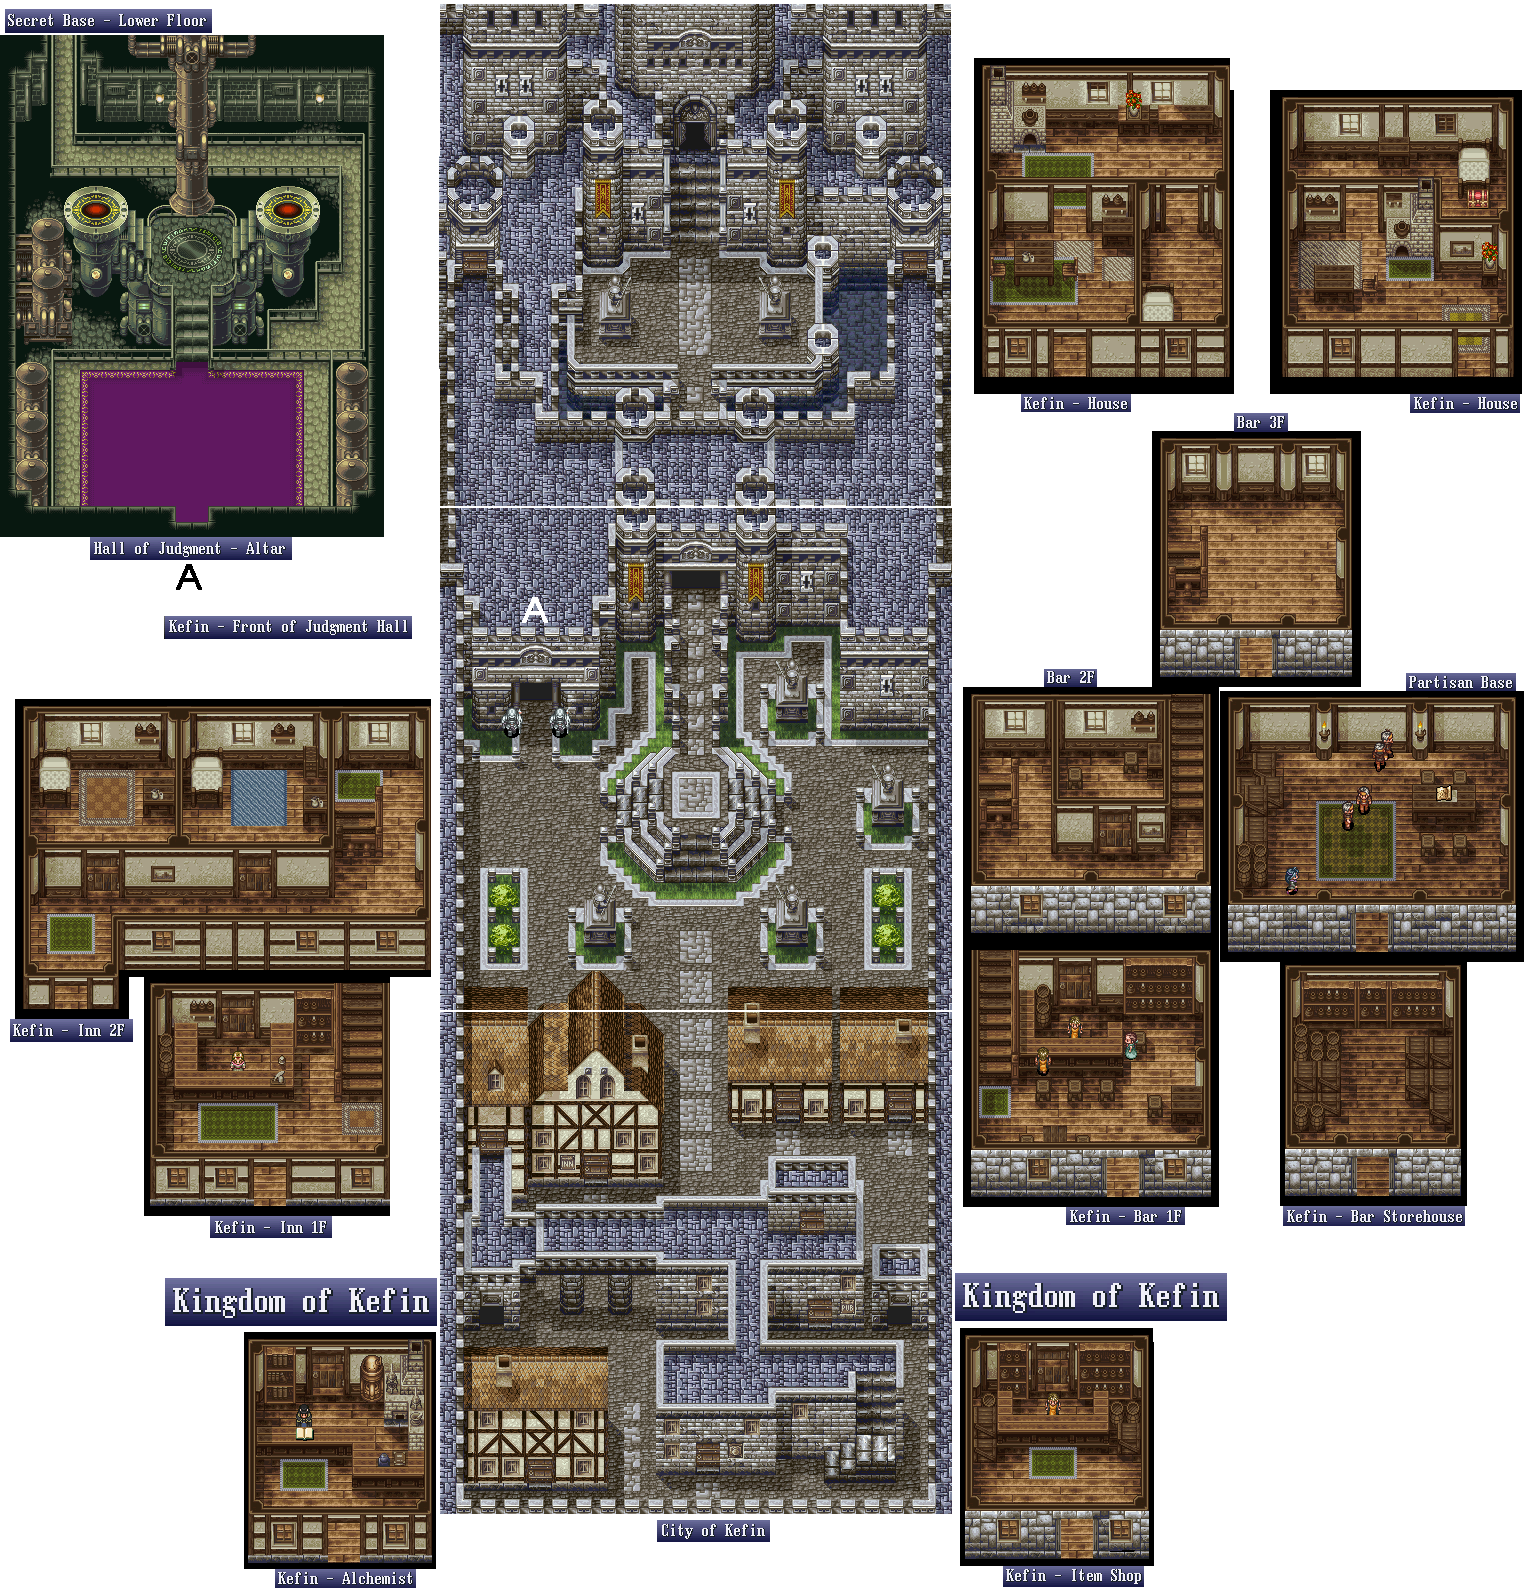 Secret Base - Lower Floor
Hall of Judgment - Altar
A
Kefin - Front of Judgment Hall
A
Kefin - House
Kefin - House
Bar 3F
Bar 2F
Partisan Base
Kefin - Inn 2F
Kefin - Inn 1F
INN
Kefin - Bar 1F
Kefin - Bar Storehouse
Kingdom of Kefin
PUB
Kingdom of Kefin
City of Kefin
Kefin - Alchemist
Kefin - Item Shop